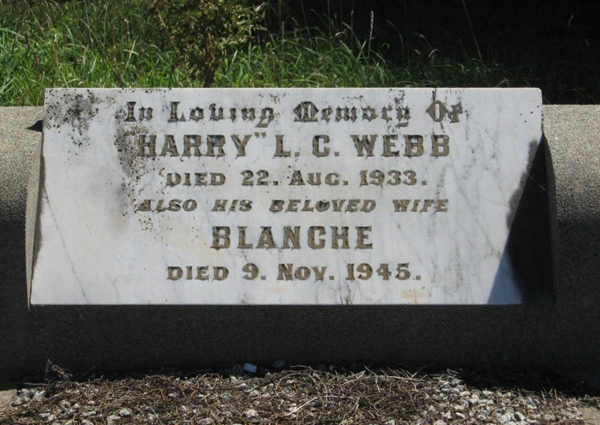 In Loving Memory Of
"HARRY" L. C. WEBB
DIED 22. AUG. 1933.
ALSO HIS BELOVED WIFE
BLANCHE
DIED 9. NOV. 1945.